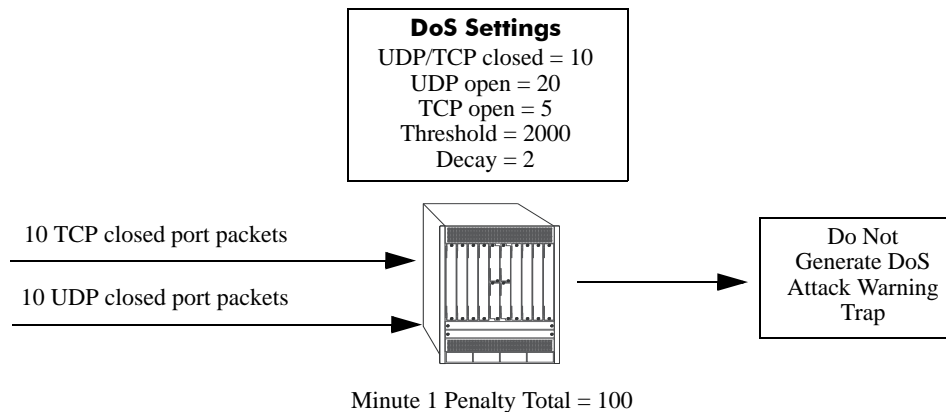 DoS Settings
UDP/TCP closed = 10
UDP open = 20
TCP open = 5
Threshold = 2000
Decay = 2
10 TCP closed port packets
10 UDP closed port packets
Do Not
Generate DoS
Attack Warning
Trap
Minute 1 Penalty Total = 100